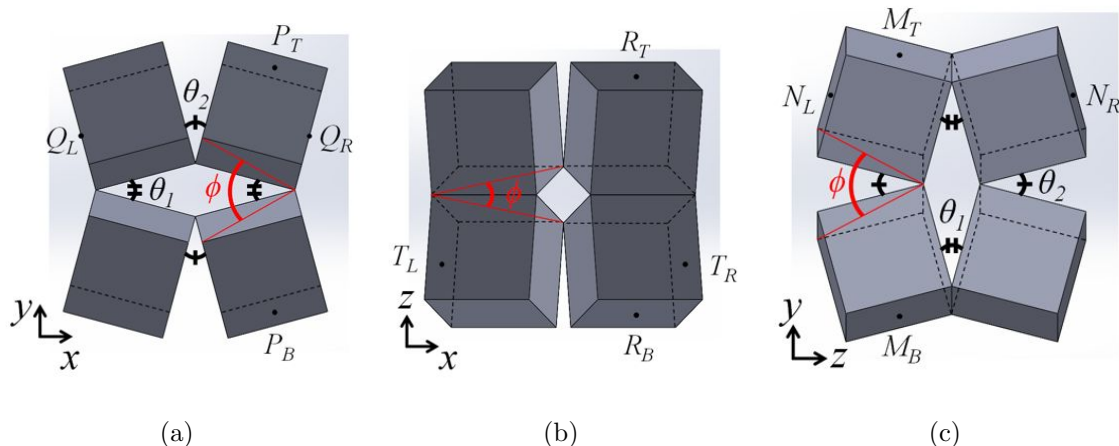 P_T
θ_2
Q_L
Q_R
θ_1
ϕ
P_B
y
x
(a)
R_T
ϕ
T_L
T_R
R_B
z
x
(b)
M_T
N_L
N_R
ϕ
θ_2
θ_1
M_B
y
z
(c)